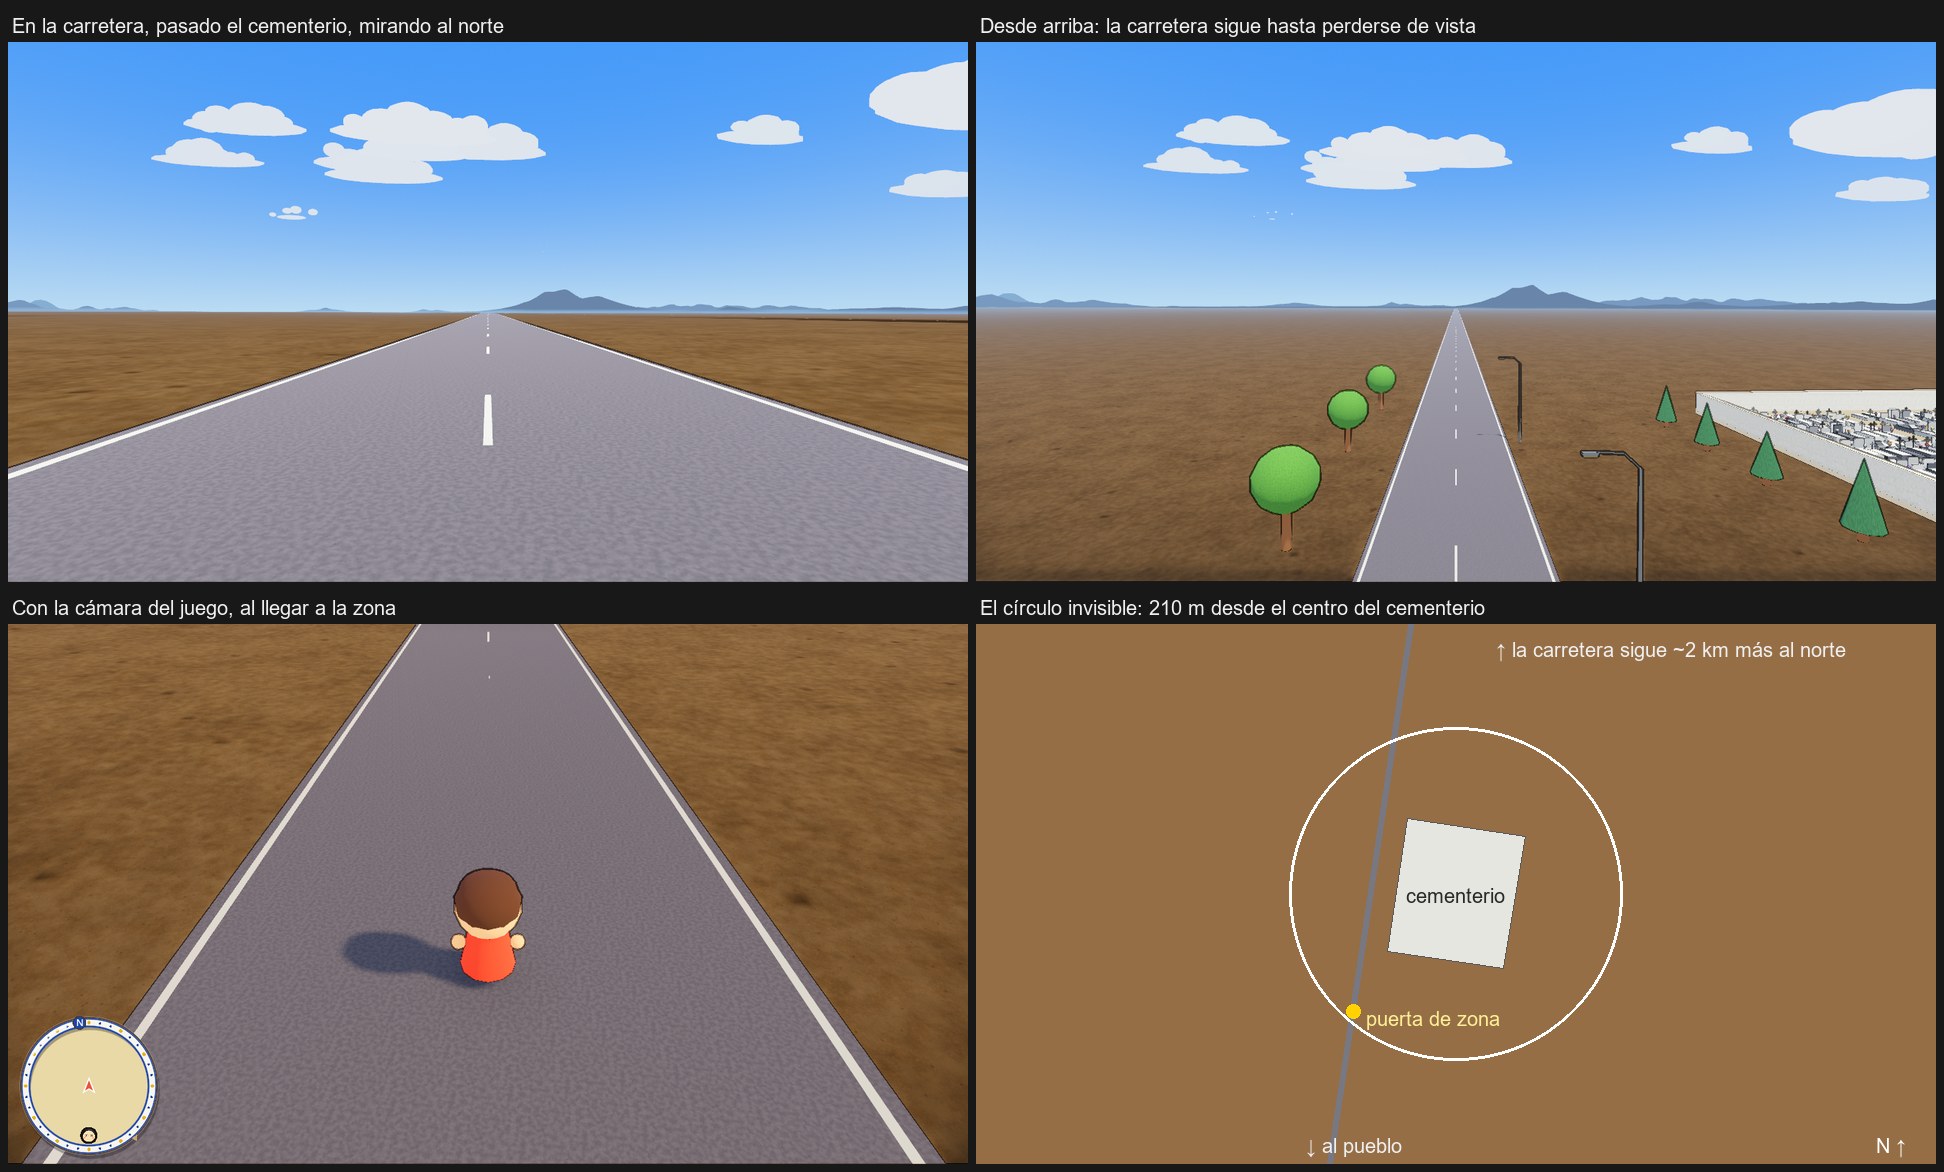 En la carretera, pasado el cementerio, mirando al norte
Desde arriba: la carretera sigue hasta perderse de vista
Con la cámara del juego, al llegar a la zona
N
El círculo invisible: 210 m desde el centro del cementerio
↑ la carretera sigue ~2 km más al norte
cementerio
puerta de zona
↓ al pueblo
N ↑